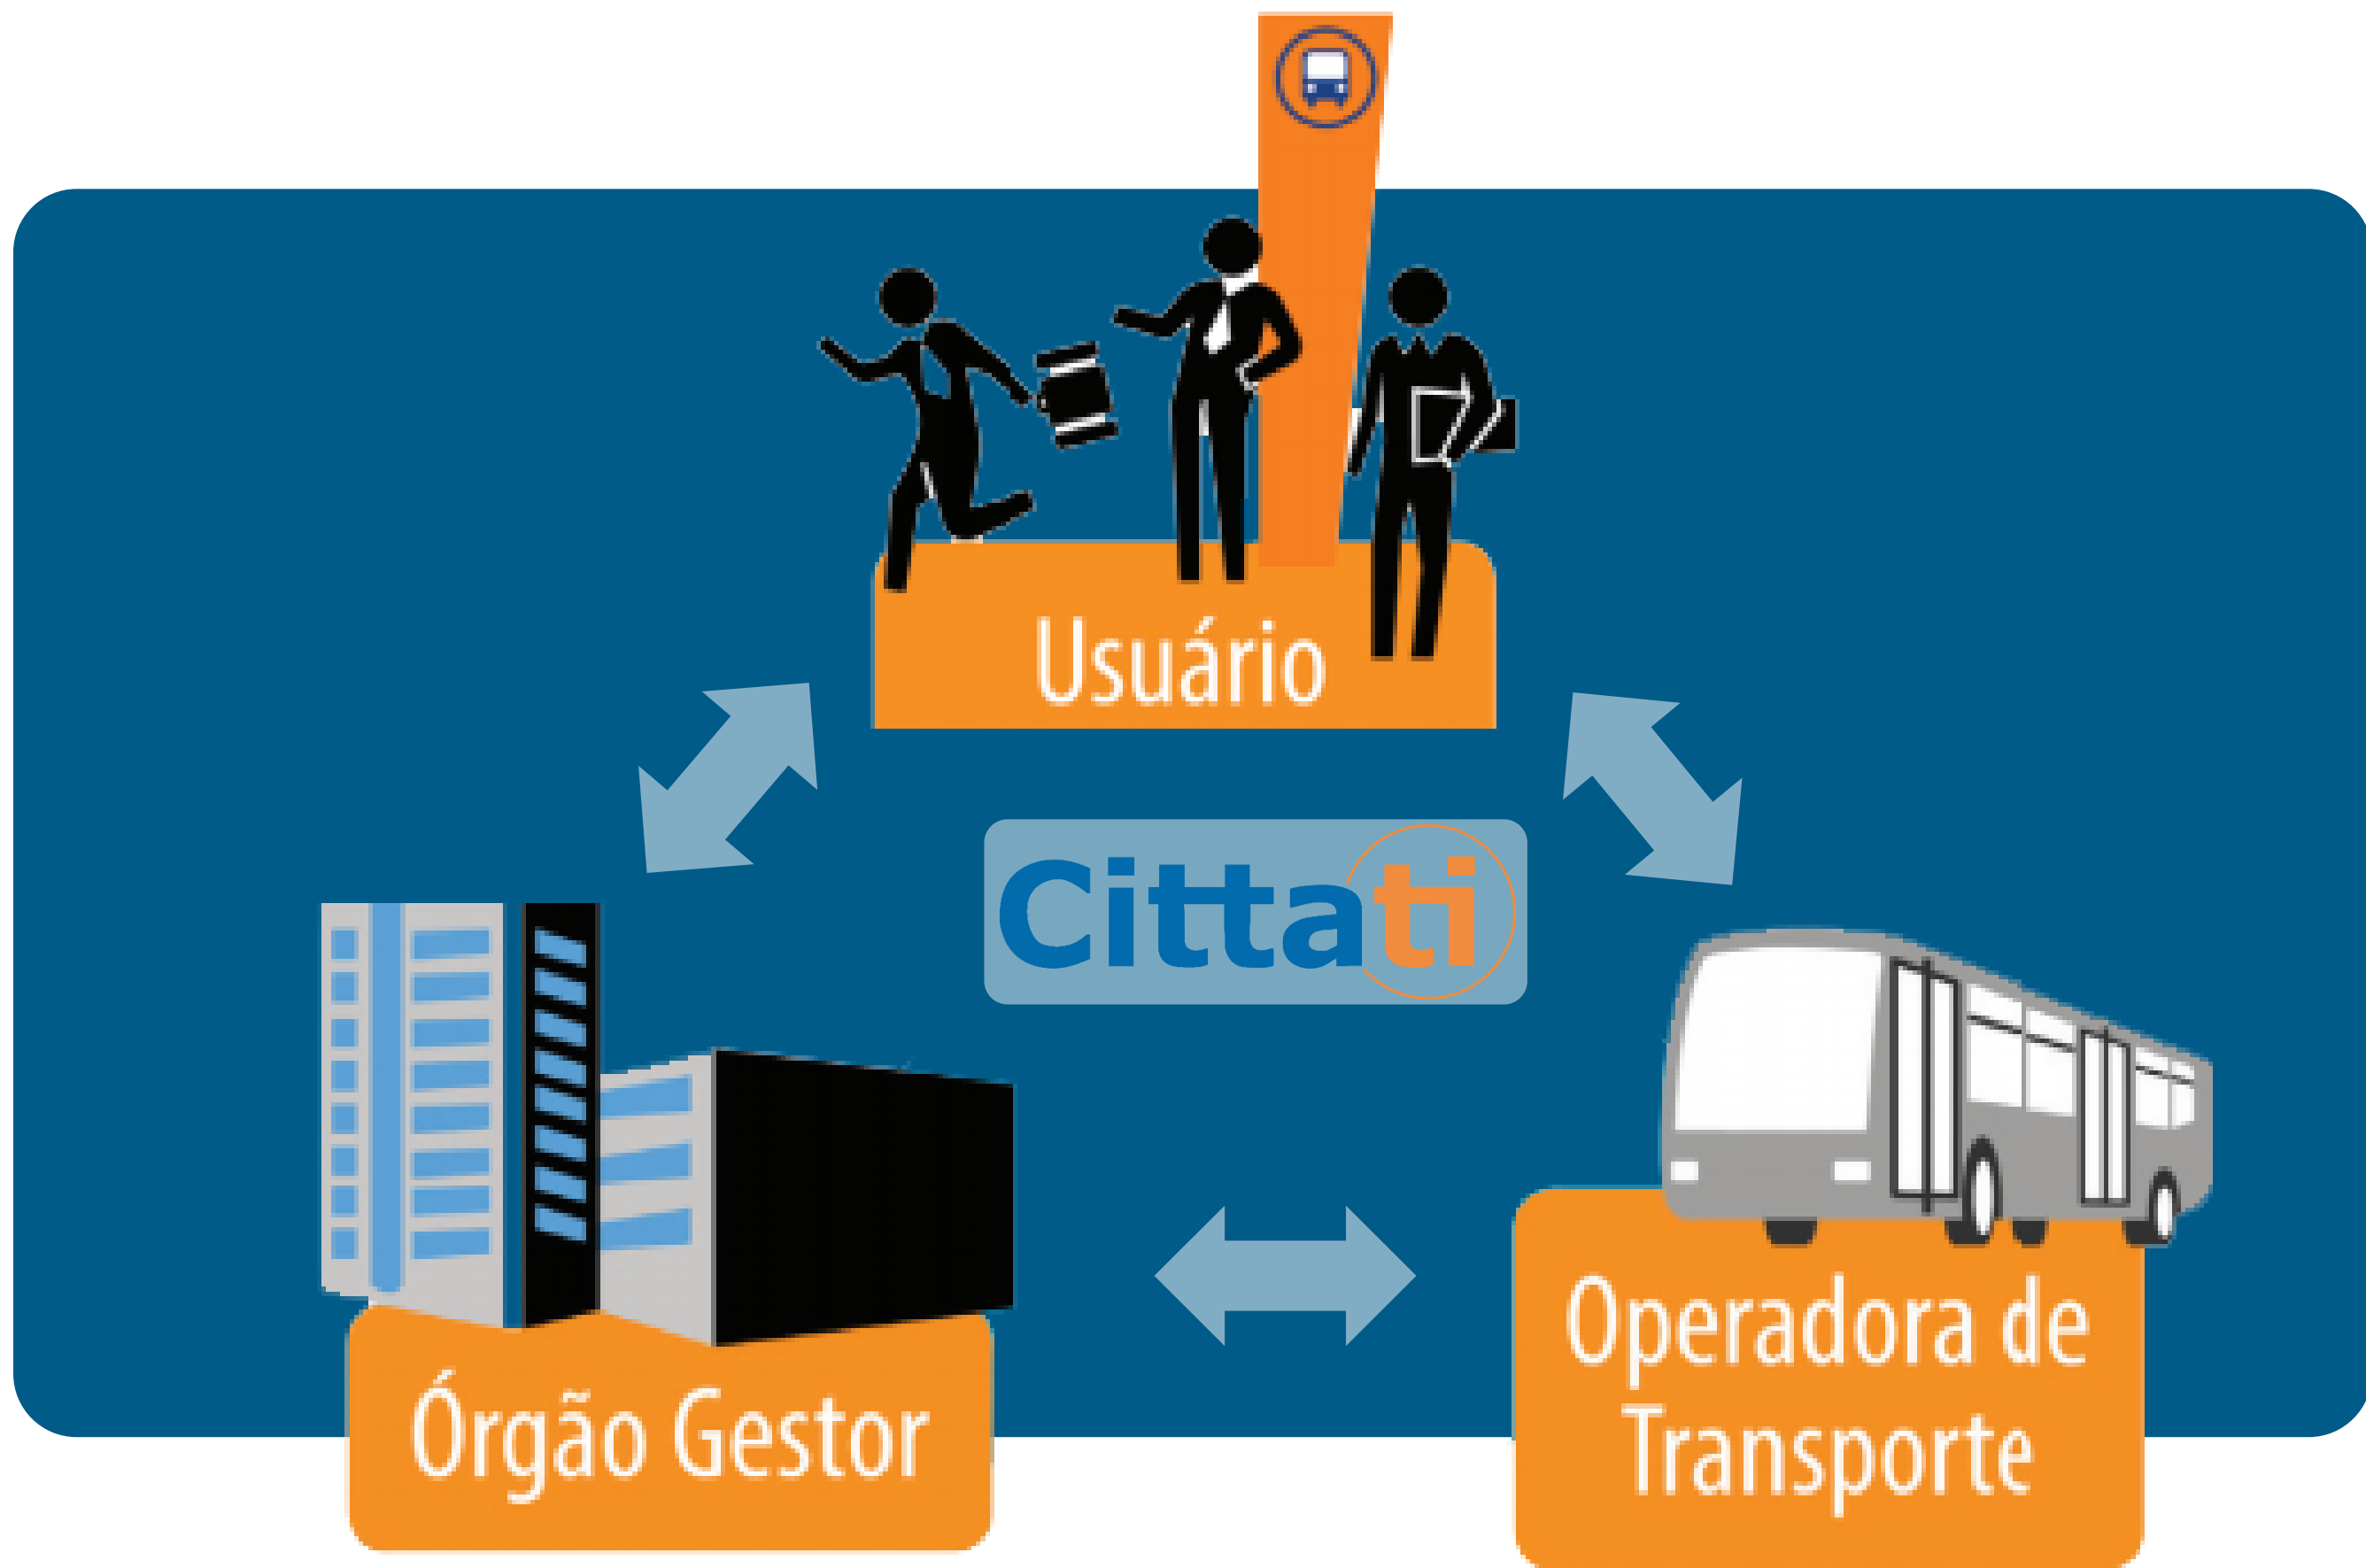 Usuário
Cittati
Órgão Gestor
Operadora de
Transporte